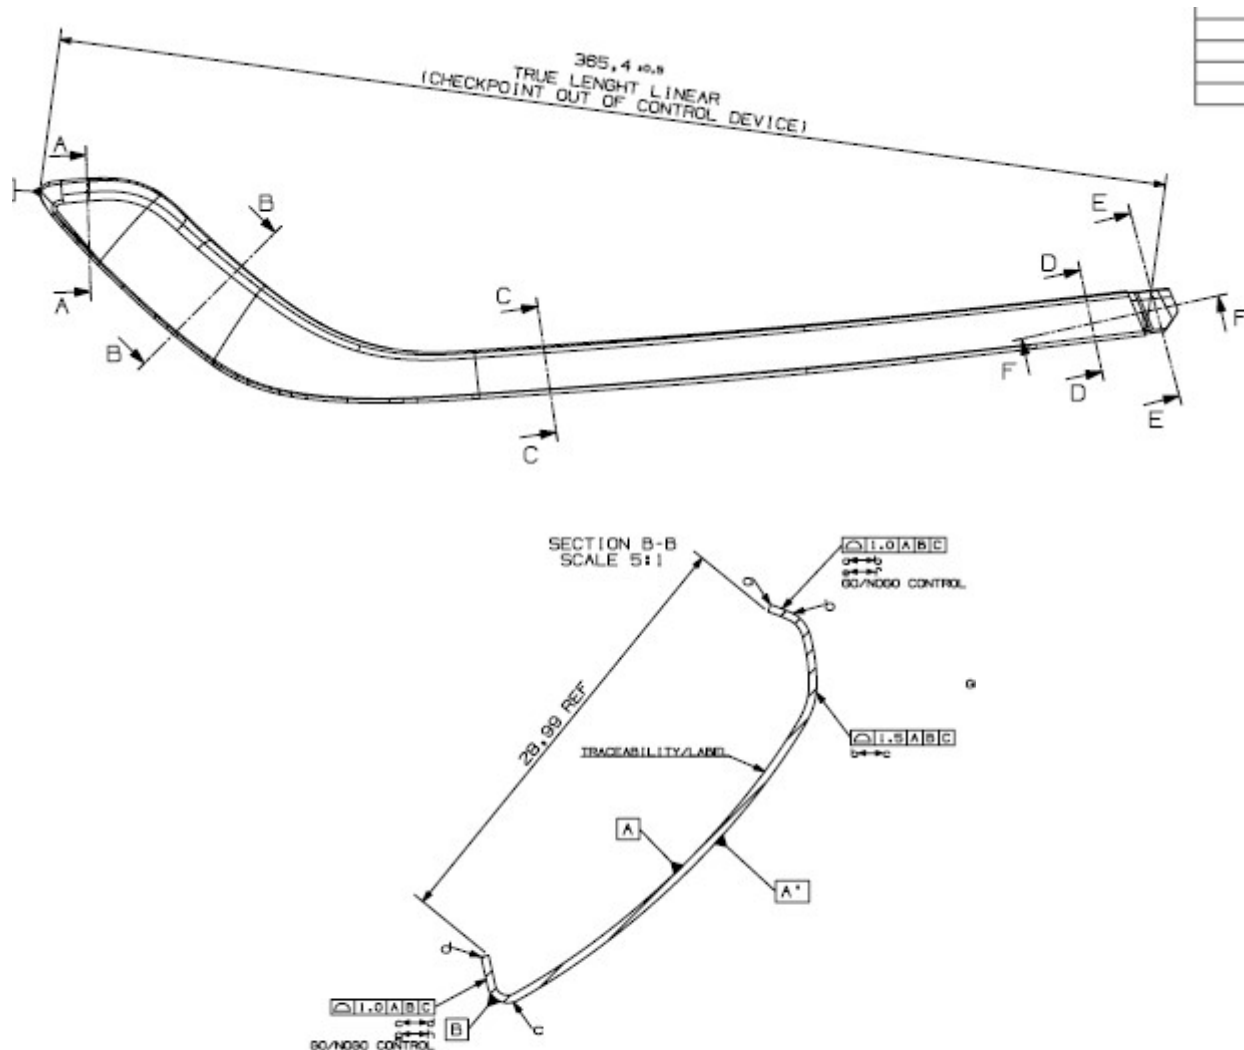 365,4 ±0,5
TRUE LENGHT LINEAR
(CHECKPOINT OUT OF CONTROL DEVICE)
A
B
E
D
C
F
A
B
F
D
E
C
SECTION B-B
SCALE 5:1
1.0 A B C
a b
e f
GO/NOGO CONTROL
a
b
28,99 REF
1.5 A B C
b c
TRACEABILITY/LABEL
A
A'
d
1.0 A B C
c d
g h
B
c
GO/NOGO CONTROL